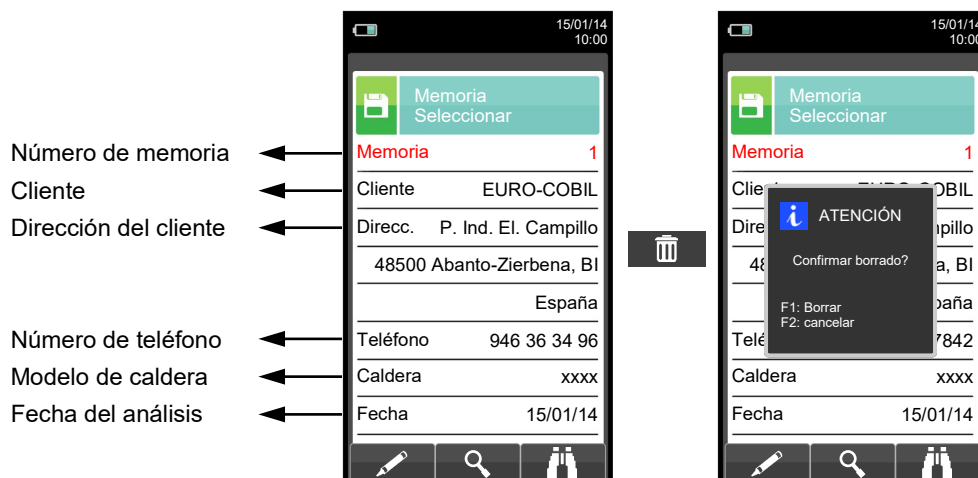 15/01/14
10:00
Memoria
Seleccionar
Número de memoria
Memoria 1
Cliente
Cliente EURO-COBIL
Dirección del cliente
Direcc. P. Ind. El. Campillo
48500 Abanto-Zierbena, BI
España
Número de teléfono
Teléfono 946 36 34 96
Modelo de caldera
Caldera xxxx
Fecha del análisis
Fecha 15/01/14
15/01/14
10:00
Memoria
Seleccionar
Memoria 1
ATENCIÓN
Confirmar borrado?
F1: Borrar
F2: cancelar
7842
Caldera xxxx
Fecha 15/01/14